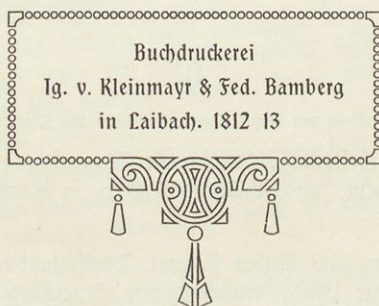 Buchdruckerei
Ig. v. Kleinmayr & Fed. Bamberg
in Laibach. 1812 13